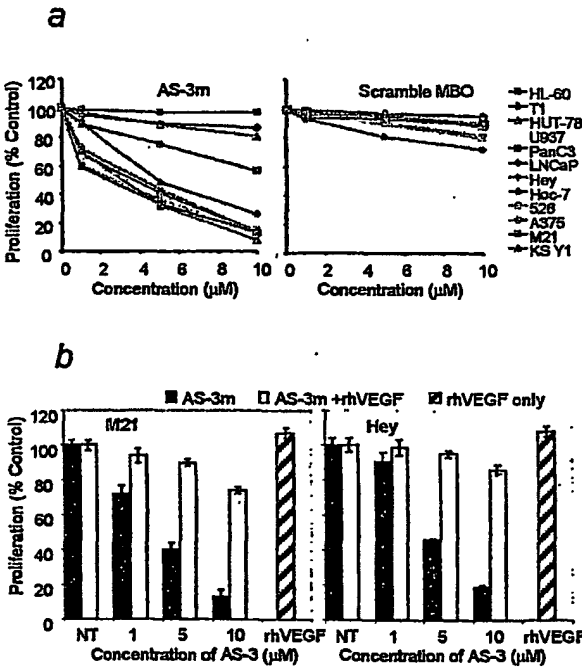 a
AS-3m
Scramble MBO
Proliferation (% Control)
120
100
80
60
40
20
0
0 2 4 6 8 10
Concentration (µM)
0 2 4 6 8 10
Concentration (µM)
HL-60
T1
HUT-78
U937
PanC3
LNCaP
Hey
Hoc-7
526
A375
M21
KS Y1
b
AS-3m
AS-3m +rhVEGF
rhVEGF only
M21
Hey
Proliferation (% Control)
120
100
80
60
40
20
0
NT 1 5 10 rhVEGF
NT 1 5 10 rhVEGF
Concentration of AS-3 (µM)
Concentration of AS-3 (µM)